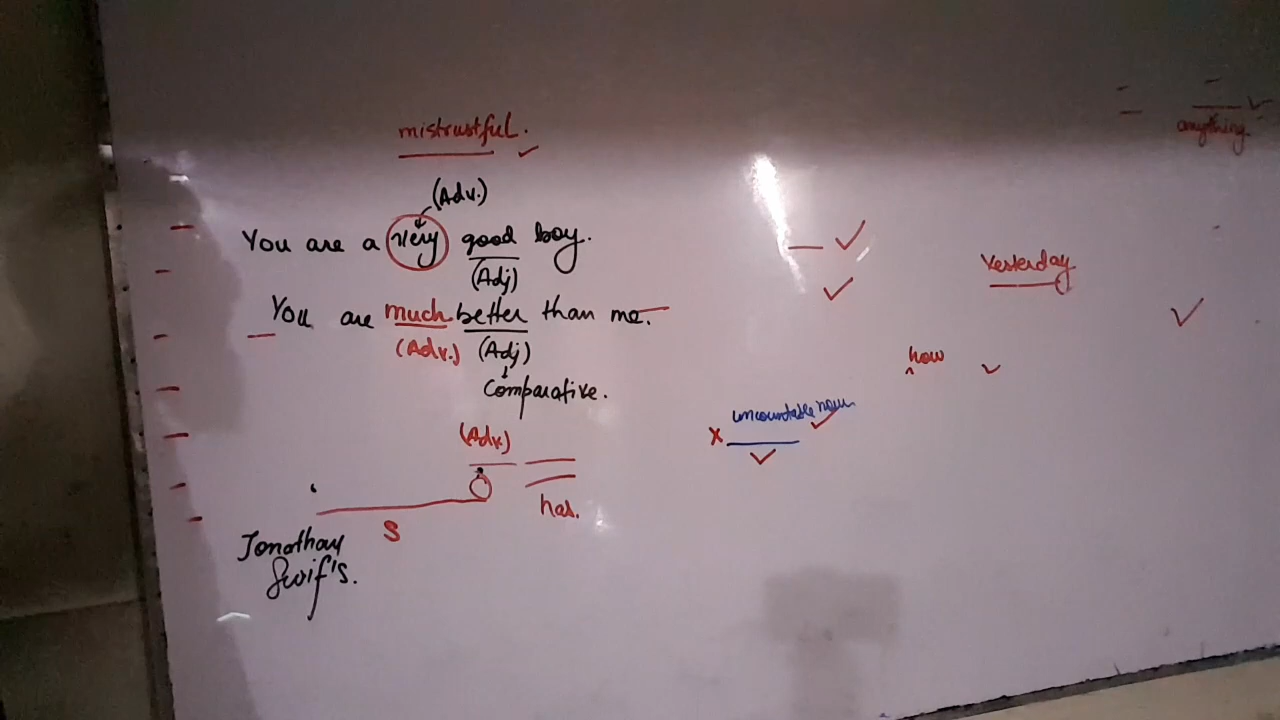 anything.
mistrustful.
(Adv.)
You are a very good boy.
(Adj)
You are much better than me.
(Adv.) (Adj)
Comparative.
(Adv.)
has.
S
Jonathan
Swif's.
Yesterday
how
uncountable noun